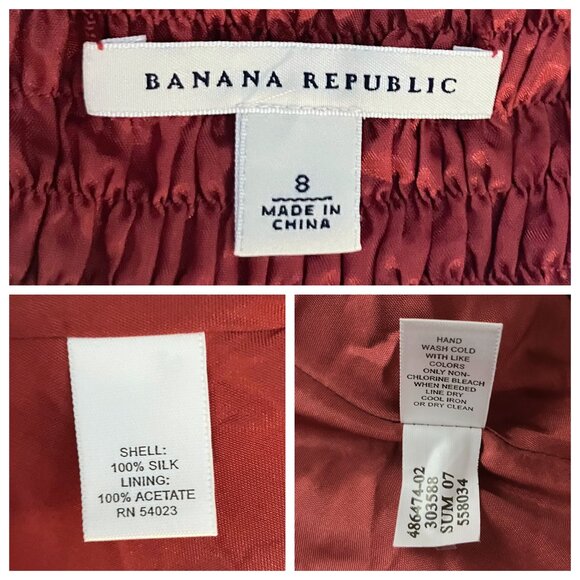 BANANA REPUBLIC
8
MADE IN
CHINA
SHELL:
100% SILK
LINING:
100% ACETATE
RN 54023
HAND
WASH COLD
WITH LIKE
COLORS
ONLY NON-
CHLORINE BLEACH
WHEN NEEDED
LINE DRY
COOL IRON
OR DRY CLEAN
486474-02
303588
SUM 07
558034